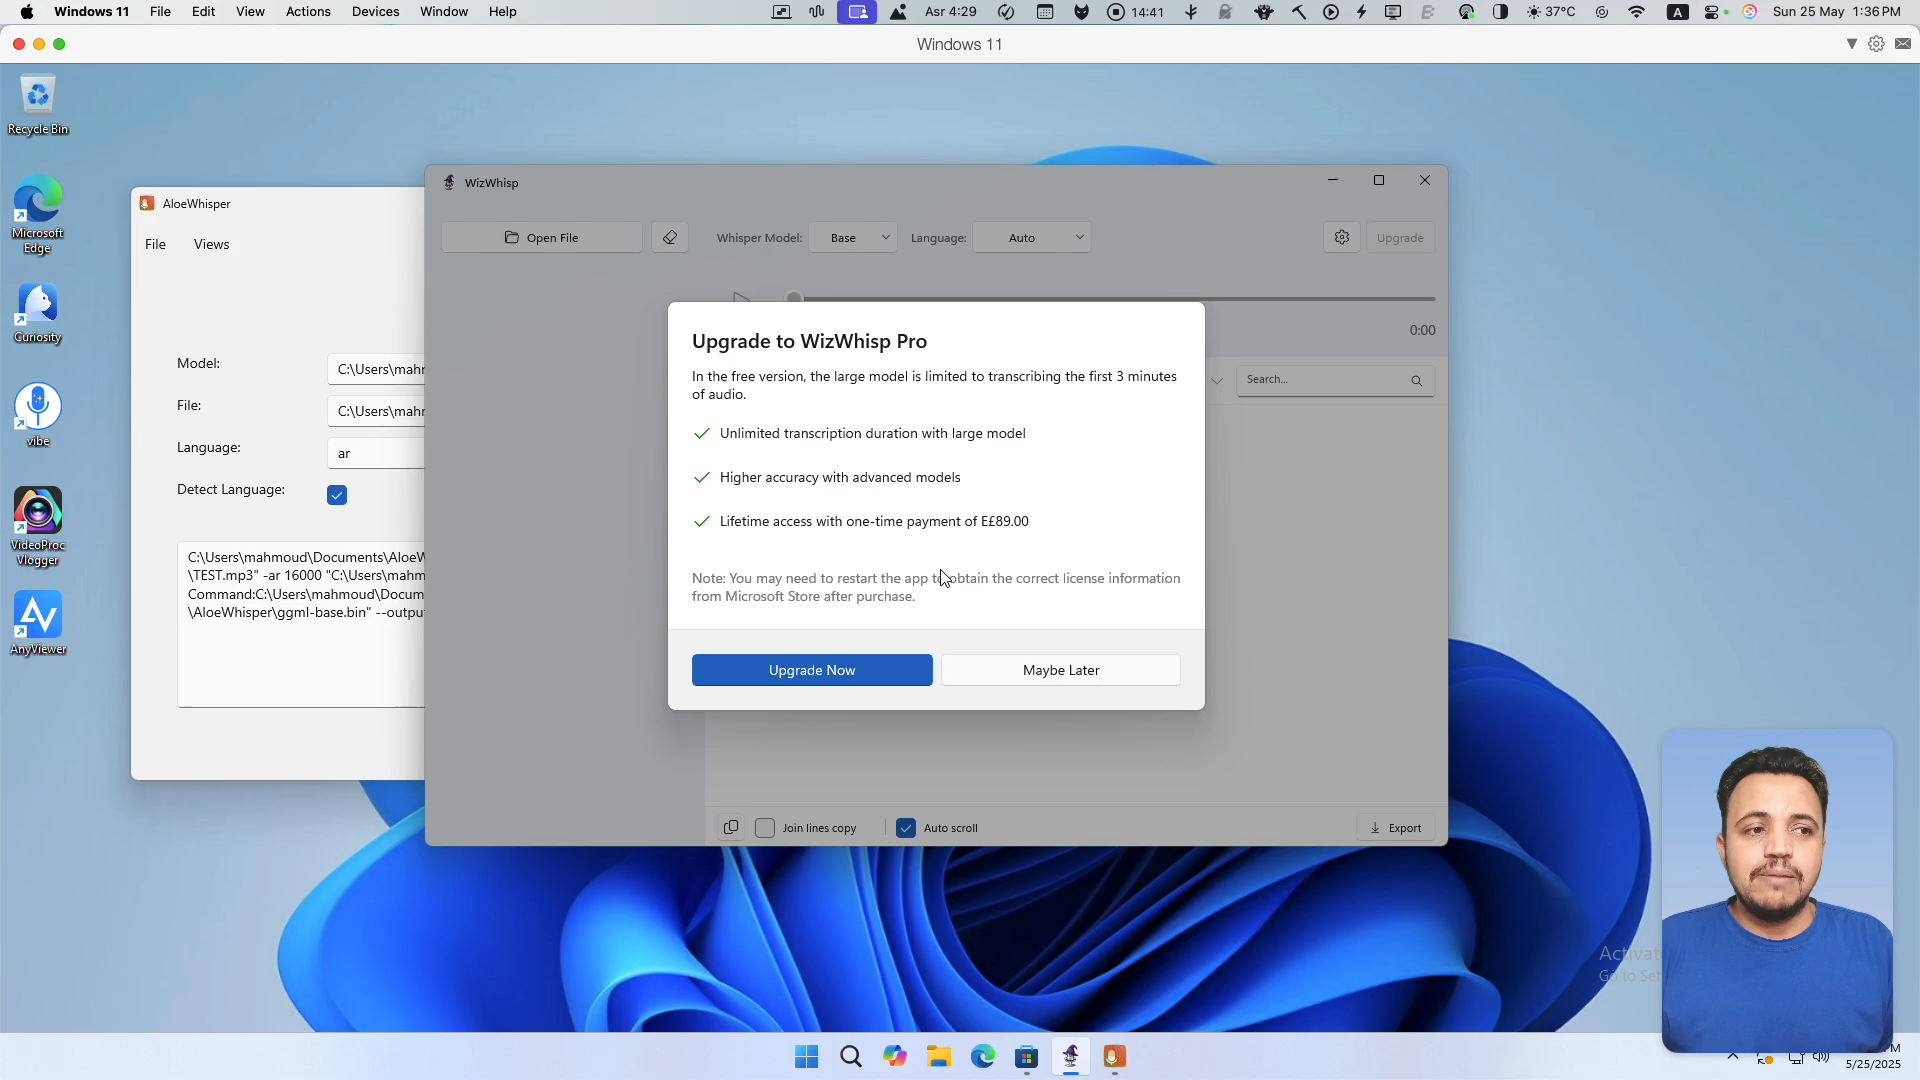 Windows 11 File Edit View Actions Devices Window Help
Asr 4:29 14:41 37°C A Sun 25 May 1:36 PM
Windows 11
Recycle Bin
Microsoft
Edge
Curiosity
vibe
VideoProc
Vlogger
AnyViewer
AloeWhisper
File Views
Model:
C:\Users\mahm
File:
C:\Users\mahm
Language:
ar
Detect Language:
C:\Users\mahmoud\Documents\AloeW
\TEST.mp3" -ar 16000 "C:\Users\mahm
Command:C:\Users\mahmoud\Docum
\AloeWhisper\ggml-base.bin" --outpu
WizWhisp
Open File
Whisper Model: Base
Language: Auto
Upgrade
0:00
Search...
Upgrade to WizWhisp Pro
In the free version, the large model is limited to transcribing the first 3 minutes
of audio.
Unlimited transcription duration with large model
Higher accuracy with advanced models
Lifetime access with one-time payment of E£89.00
Note: You may need to restart the app to obtain the correct license information
from Microsoft Store after purchase.
Upgrade Now
Maybe Later
Join lines copy
Auto scroll
Export
Activat
Go to Set
PM
5/25/2025